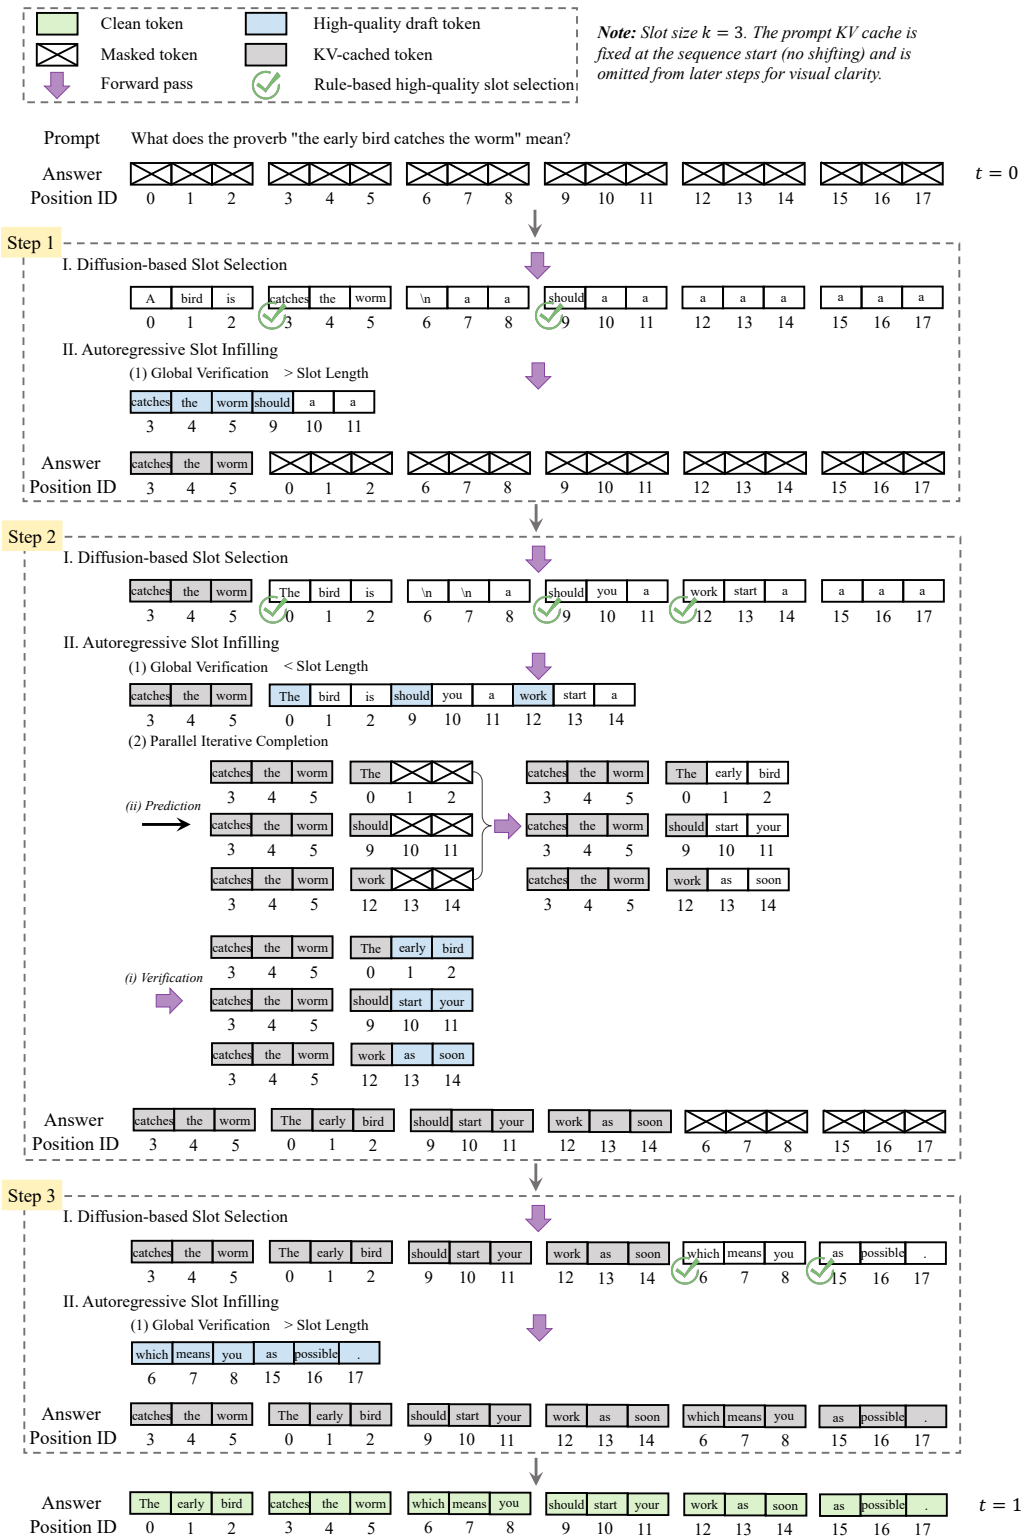 Clean token High-quality draft token
Masked token KV-cached token
Forward pass Rule-based high-quality slot selection
Note: Slot size k = 3. The prompt KV cache is
fixed at the sequence start (no shifting) and is
omitted from later steps for visual clarity.
Prompt What does the proverb "the early bird catches the worm" mean?
Answer t = 0
Position ID 0 1 2 3 4 5 6 7 8 9 10 11 12 13 14 15 16 17
Step 1
I. Diffusion-based Slot Selection
A bird is catches the worm \n a a should a a a a a a a a
0 1 2 3 4 5 6 7 8 9 10 11 12 13 14 15 16 17
II. Autoregressive Slot Infilling
(1) Global Verification > Slot Length
catches the worm should a a
3 4 5 9 10 11
Answer catches the worm
Position ID 3 4 5 0 1 2 6 7 8 9 10 11 12 13 14 15 16 17
Step 2
I. Diffusion-based Slot Selection
catches the worm The bird is \n \n a should you a work start a a a a
3 4 5 0 1 2 6 7 8 9 10 11 12 13 14 15 16 17
II. Autoregressive Slot Infilling
(1) Global Verification < Slot Length
catches the worm The bird is should you a work start a
3 4 5 0 1 2 9 10 11 12 13 14
(2) Parallel Iterative Completion
catches the worm The catches the worm The early bird
3 4 5 0 1 2 3 4 5 0 1 2
(ii) Prediction
catches the worm should catches the worm should start your
3 4 5 9 10 11 3 4 5 9 10 11
catches the worm work catches the worm work as soon
3 4 5 12 13 14 3 4 5 12 13 14
catches the worm The early bird
3 4 5 0 1 2
(i) Verification
catches the worm should start your
3 4 5 9 10 11
catches the worm work as soon
3 4 5 12 13 14
Answer catches the worm The early bird should start your work as soon
Position ID 3 4 5 0 1 2 9 10 11 12 13 14 6 7 8 15 16 17
Step 3
I. Diffusion-based Slot Selection
catches the worm The early bird should start your work as soon which means you as possible .
3 4 5 0 1 2 9 10 11 12 13 14 6 7 8 15 16 17
II. Autoregressive Slot Infilling
(1) Global Verification > Slot Length
which means you as possible .
6 7 8 15 16 17
Answer catches the worm The early bird should start your work as soon which means you as possible .
Position ID 3 4 5 0 1 2 9 10 11 12 13 14 6 7 8 15 16 17
Answer The early bird catches the worm which means you should start your work as soon as possible . t = 1
Position ID 0 1 2 3 4 5 6 7 8 9 10 11 12 13 14 15 16 17